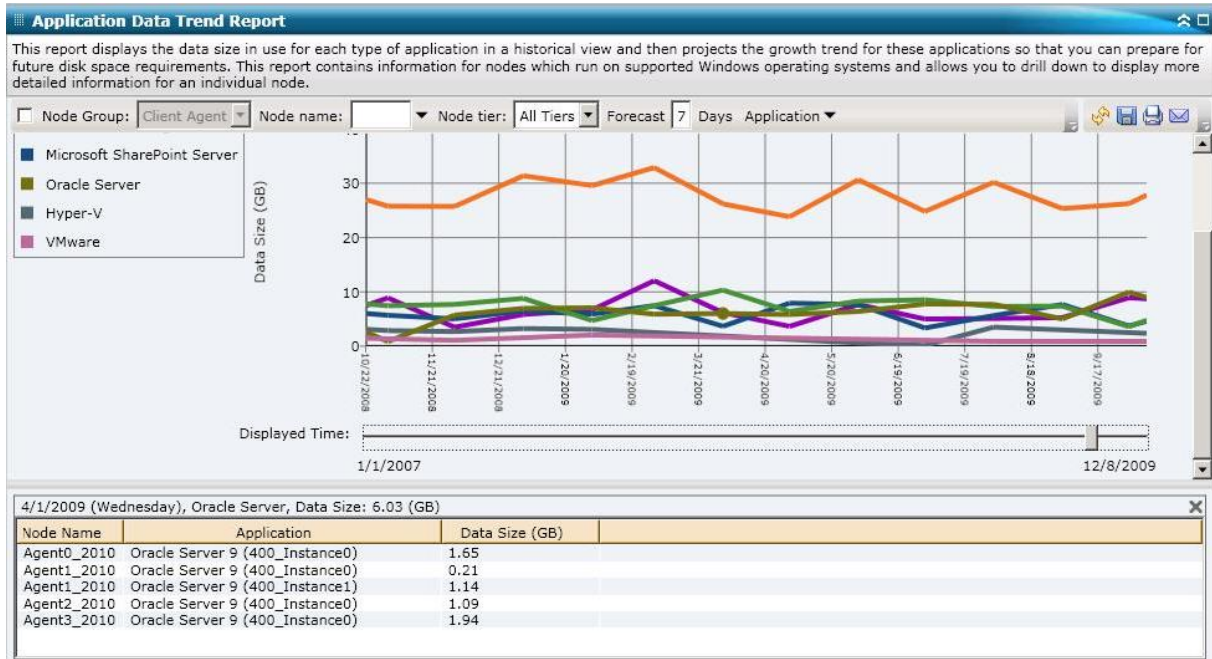 Application Data Trend Report
This report displays the data size in use for each type of application in a historical view and then projects the growth trend for these applications so that you can prepare for
future disk space requirements. This report contains information for nodes which run on supported Windows operating systems and allows you to drill down to display more
detailed information for an individual node.
Node Group: Client Agent Node name: Node tier: All Tiers Forecast 7 Days Application
Microsoft SharePoint Server
Oracle Server
Hyper-V
VMware
Data Size (GB)
30
20
10
0
10/22/2008
11/21/2008
12/21/2008
1/20/2009
2/19/2009
3/21/2009
4/20/2009
5/20/2009
6/19/2009
7/19/2009
8/18/2009
9/17/2009
Displayed Time:
1/1/2007 12/8/2009
4/1/2009 (Wednesday), Oracle Server, Data Size: 6.03 (GB)
Node Name Application Data Size (GB)
Agent0_2010 Oracle Server 9 (400_Instance0) 1.65
Agent1_2010 Oracle Server 9 (400_Instance0) 0.21
Agent1_2010 Oracle Server 9 (400_Instance1) 1.14
Agent2_2010 Oracle Server 9 (400_Instance0) 1.09
Agent3_2010 Oracle Server 9 (400_Instance0) 1.94